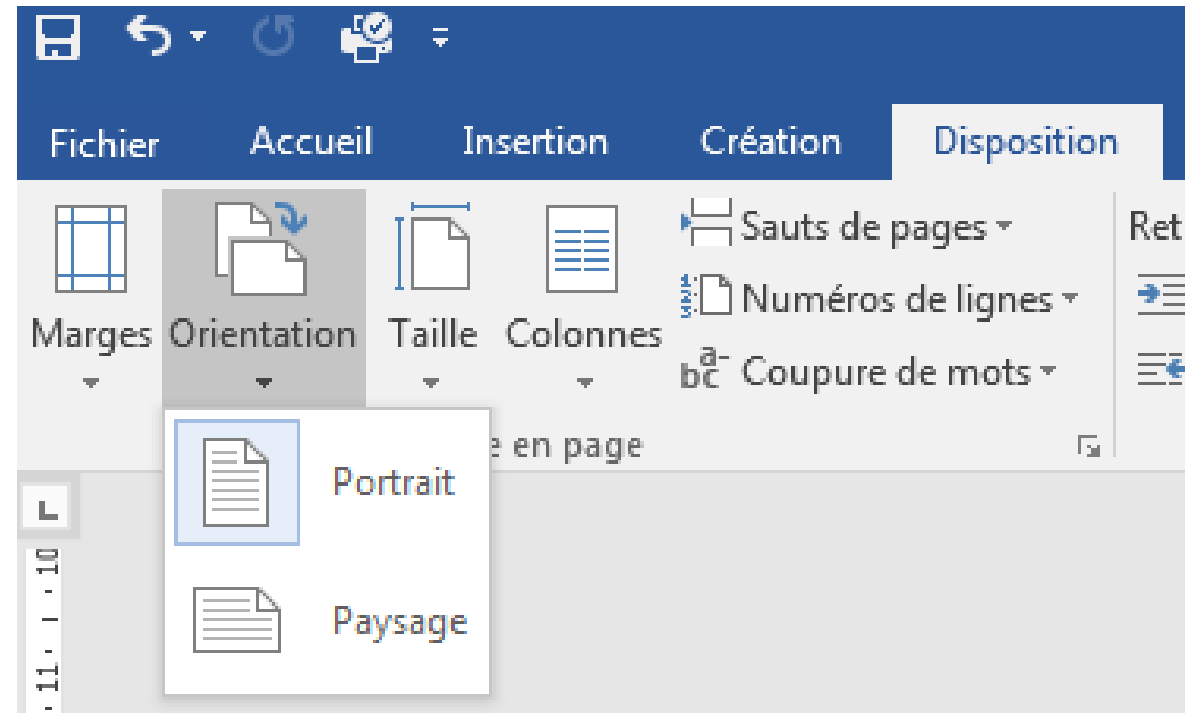 Fichier Accueil Insertion Création Disposition
Marges Orientation Taille Colonnes
Sauts de pages
Numéros de lignes
bc a- Coupure de mots
Ret
e en page
Portrait
Paysage
L
10
11